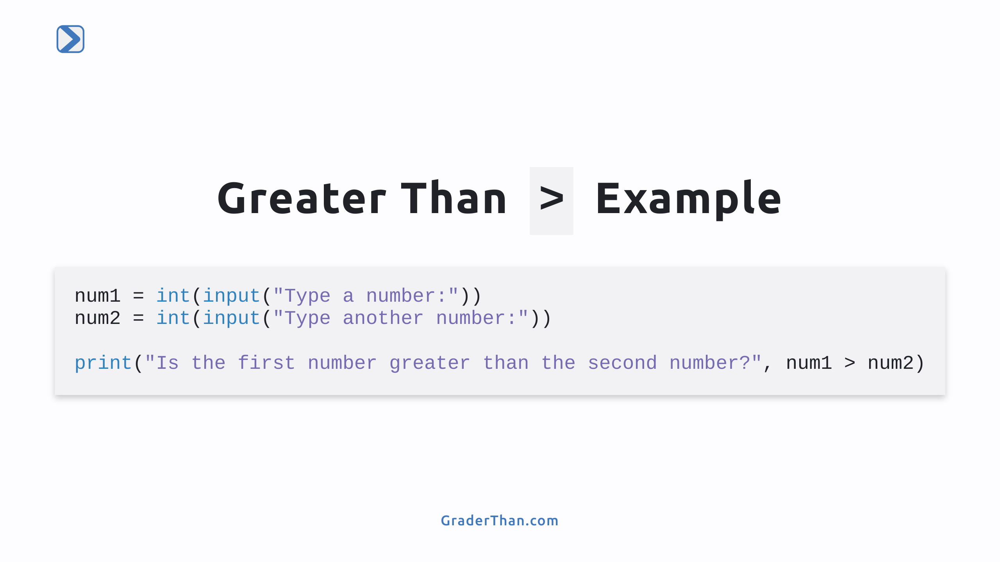 Greater Than > Example
num1 = int(input("Type a number:"))
num2 = int(input("Type another number:"))
print("Is the first number greater than the second number?", num1 > num2)
GraderThan.com